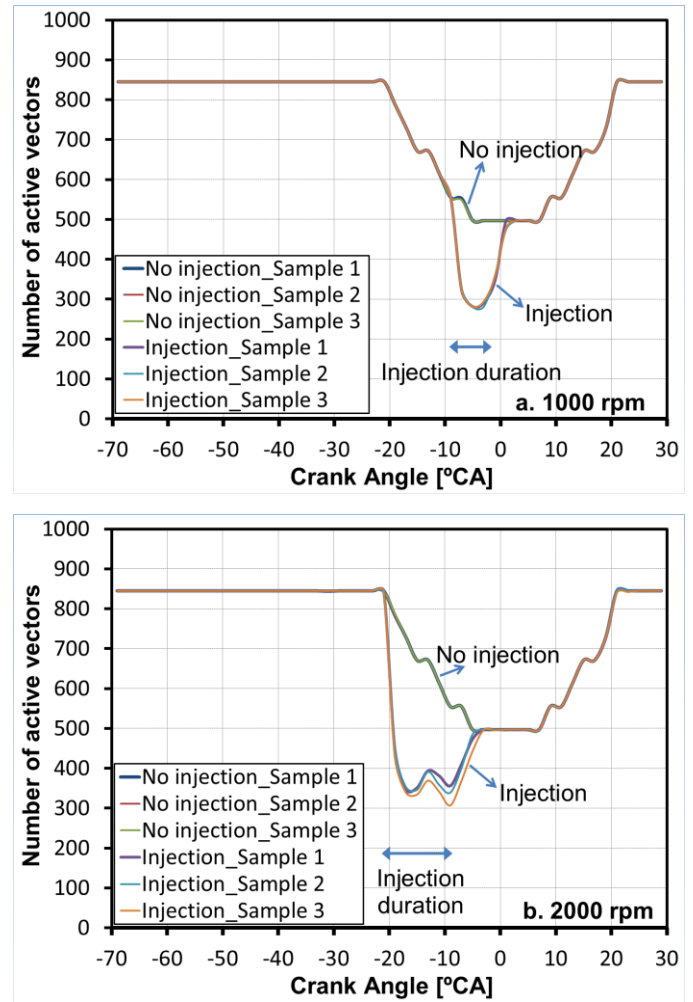 1000
900
800
700
600
500
400
300
200
100
0
Number of active vectors
No injection
Injection
No injection_Sample 1
No injection_Sample 2
No injection_Sample 3
Injection_Sample 1
Injection_Sample 2
Injection_Sample 3
Injection duration
a. 1000 rpm
-70 -60 -50 -40 -30 -20 -10 0 10 20 30
Crank Angle [ºCA]
1000
900
800
700
600
500
400
300
200
100
0
Number of active vectors
No injection
Injection
No injection_Sample 1
No injection_Sample 2
No injection_Sample 3
Injection_Sample 1
Injection_Sample 2
Injection_Sample 3
Injection
duration
b. 2000 rpm
-70 -60 -50 -40 -30 -20 -10 0 10 20 30
Crank Angle [ºCA]